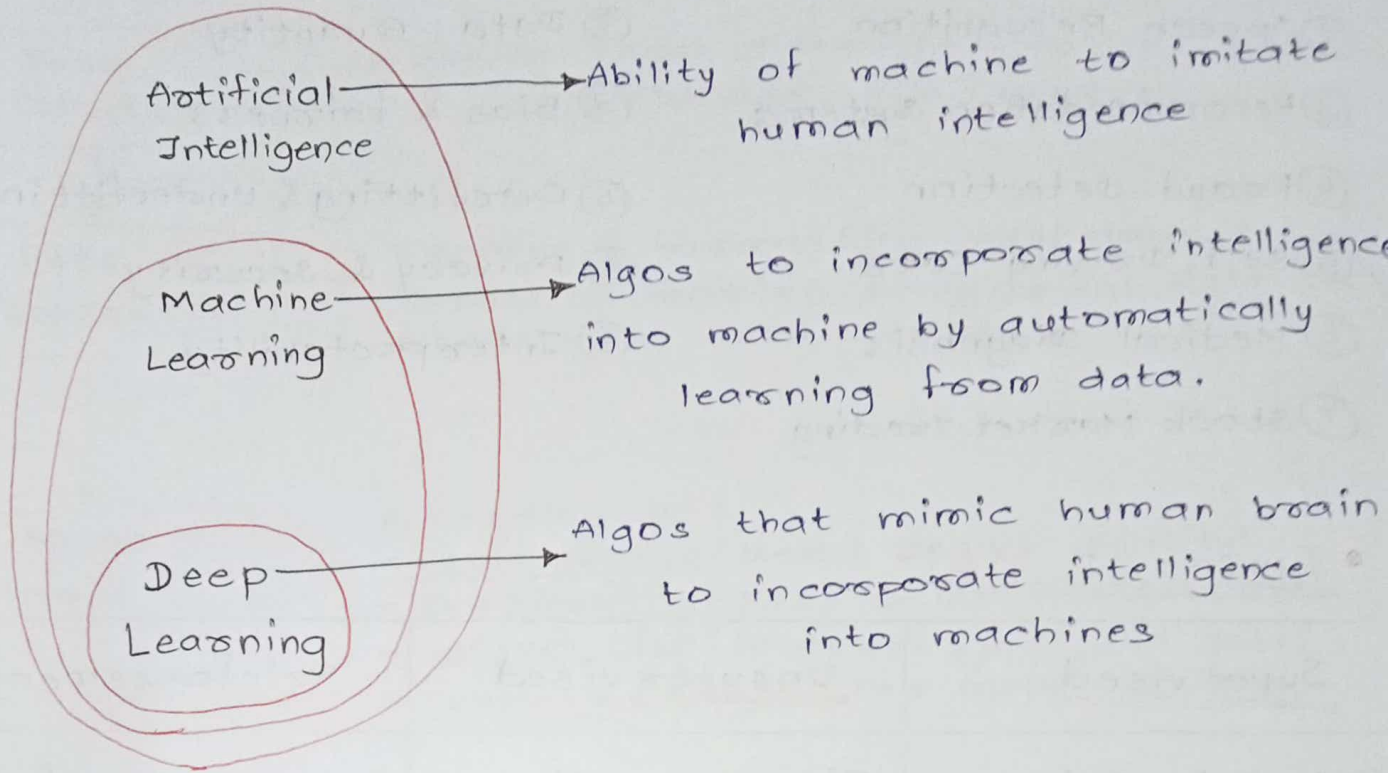 Artificial
Intelligence
Ability of machine to imitate
human intelligence
Machine
Learning
Algos to incorporate intelligence
into machine by automatically
learning from data.
Deep
Learning
Algos that mimic human brain
to incorporate intelligence
into machines